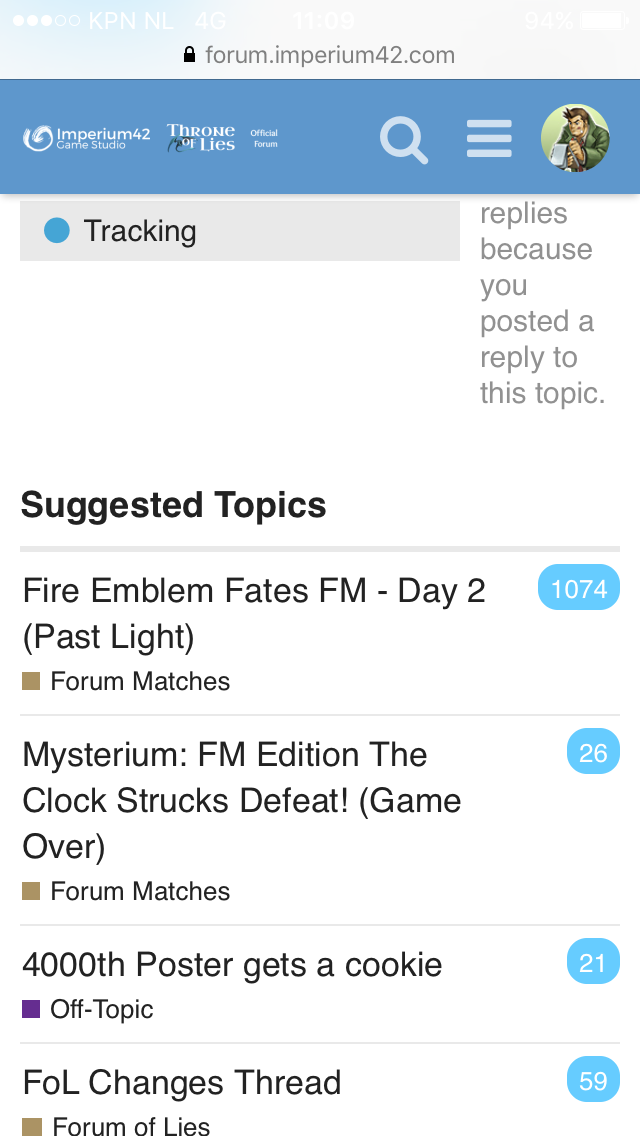 KPN NL 4G 11:09 94%
forum.imperium42.com
Imperium42
Game Studio
Throne
of Lies
Official
Forum
Tracking
replies
because
you
posted a
reply to
this topic.
Suggested Topics
Fire Emblem Fates FM - Day 2
(Past Light)
1074
Forum Matches
Mysterium: FM Edition The
Clock Strucks Defeat! (Game
Over)
26
Forum Matches
4000th Poster gets a cookie
21
Off-Topic
FoL Changes Thread
59
Forum of Lies